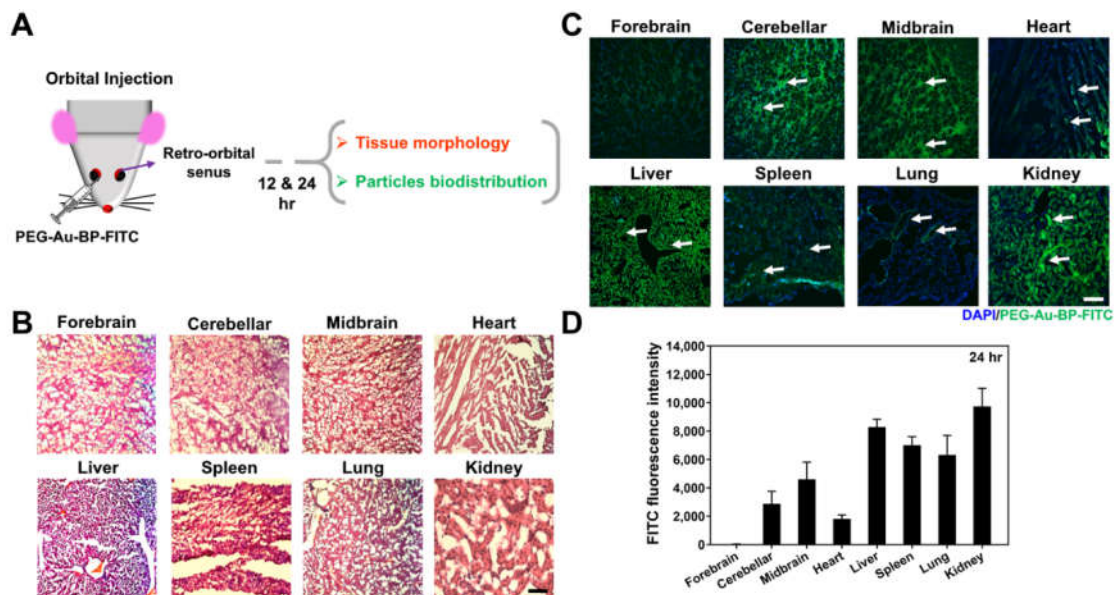 A
Orbital Injection
Retro-orbital
senus
12 & 24
hr
Tissue morphology
Particles biodistribution
PEG-Au-BP-FITC
B
Forebrain
Cerebellar
Midbrain
Heart
Liver
Spleen
Lung
Kidney
C
Forebrain
Cerebellar
Midbrain
Heart
Liver
Spleen
Lung
Kidney
DAPI/PEG-Au-BP-FITC
D
24 hr
FITC fluorescence intensity
14,000
12,000
10,000
8,000
6,000
4,000
2,000
0
Forebrain
Cerebellar
Midbrain
Heart
Liver
Spleen
Lung
Kidney